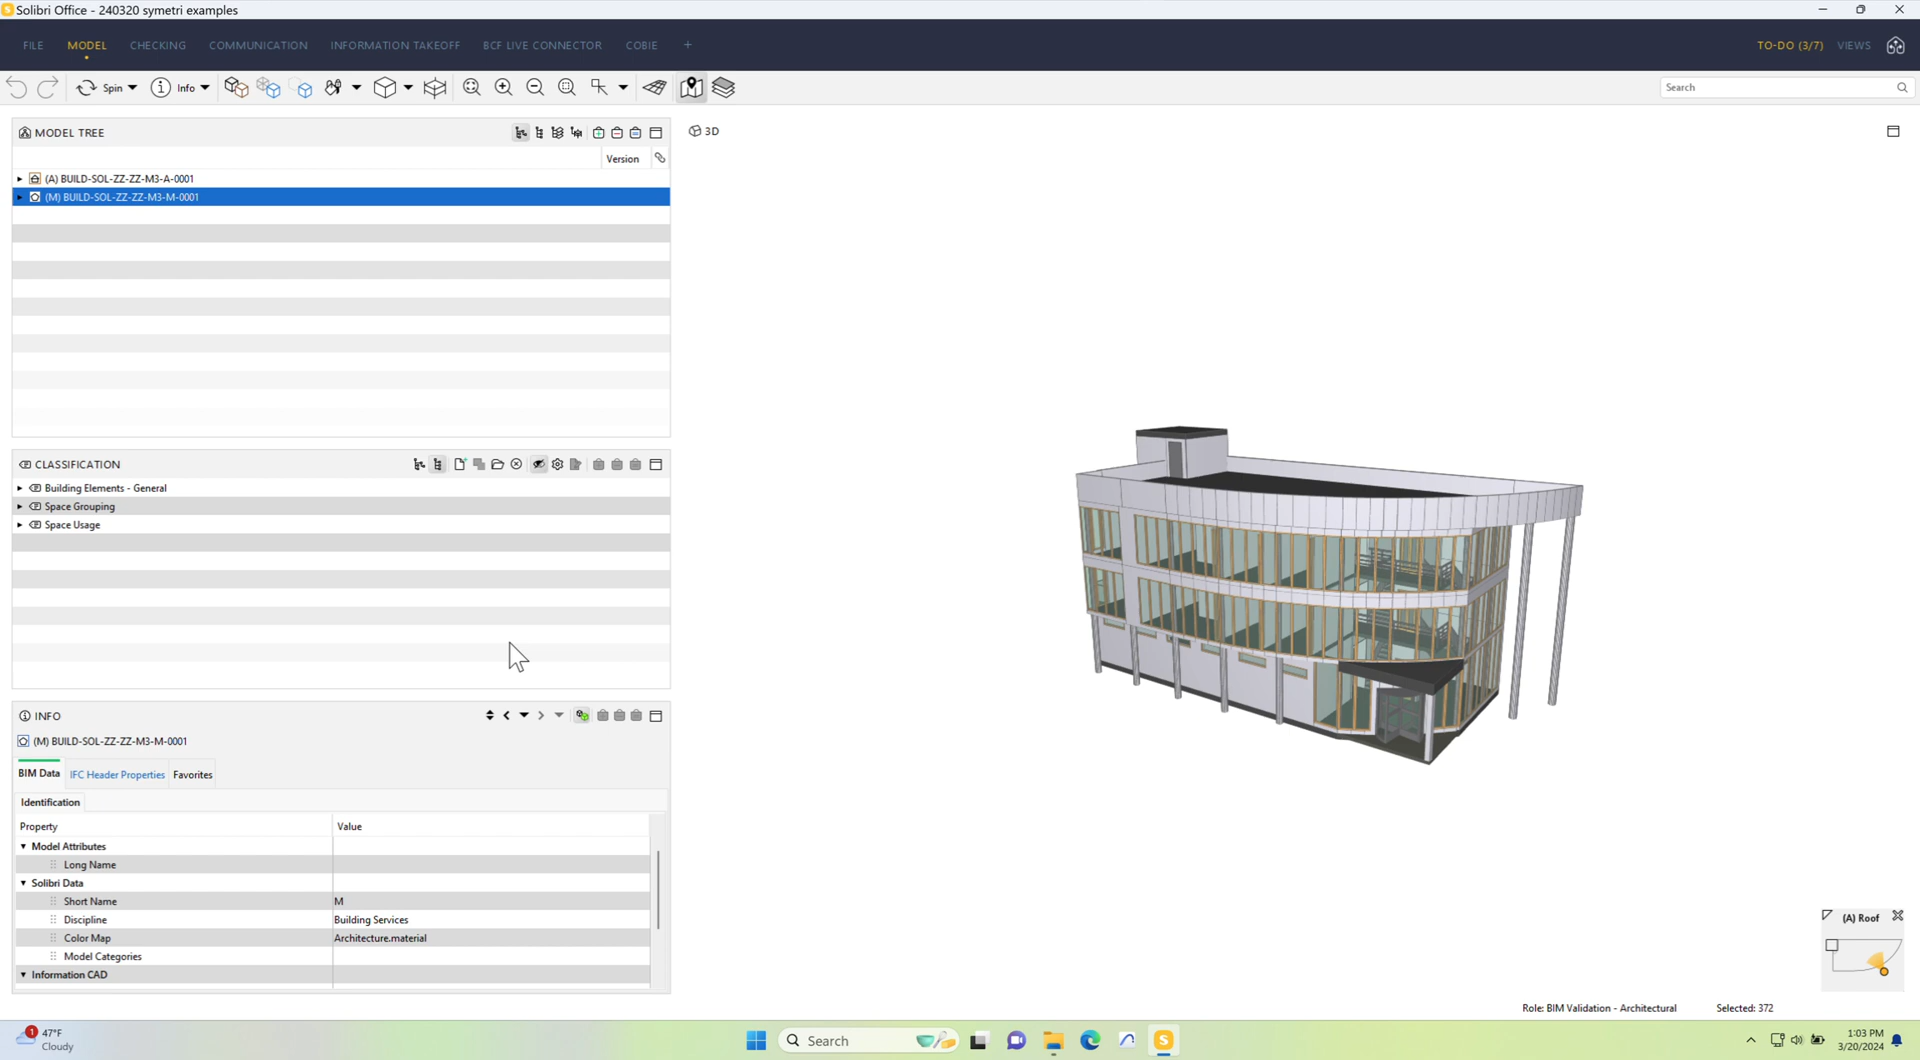 Solibri Office - 240320 symetri examples
FILE MODEL CHECKING COMMUNICATION INFORMATION TAKEOFF BCF LIVE CONNECTOR COBIE + TO-DO (3/7) VIEWS
Spin Info Search
MODEL TREE
3D
Version
(A) BUILD-SOL-ZZ-ZZ-M3-A-0001
(M) BUILD-SOL-ZZ-ZZ-M3-M-0001
CLASSIFICATION
Building Elements - General
Space Grouping
Space Usage
INFO
(M) BUILD-SOL-ZZ-ZZ-M3-M-0001
BIM Data IFC Header Properties Favorites
Identification
Property Value
Model Attributes
Long Name
Solibri Data
Short Name M
Discipline Building Services
Color Map Architecture.material
Model Categories
Information CAD
(A) Roof
Role: BIM Validation - Architectural Selected: 372
1 47°F
Cloudy
Search
1:03 PM
3/20/2024